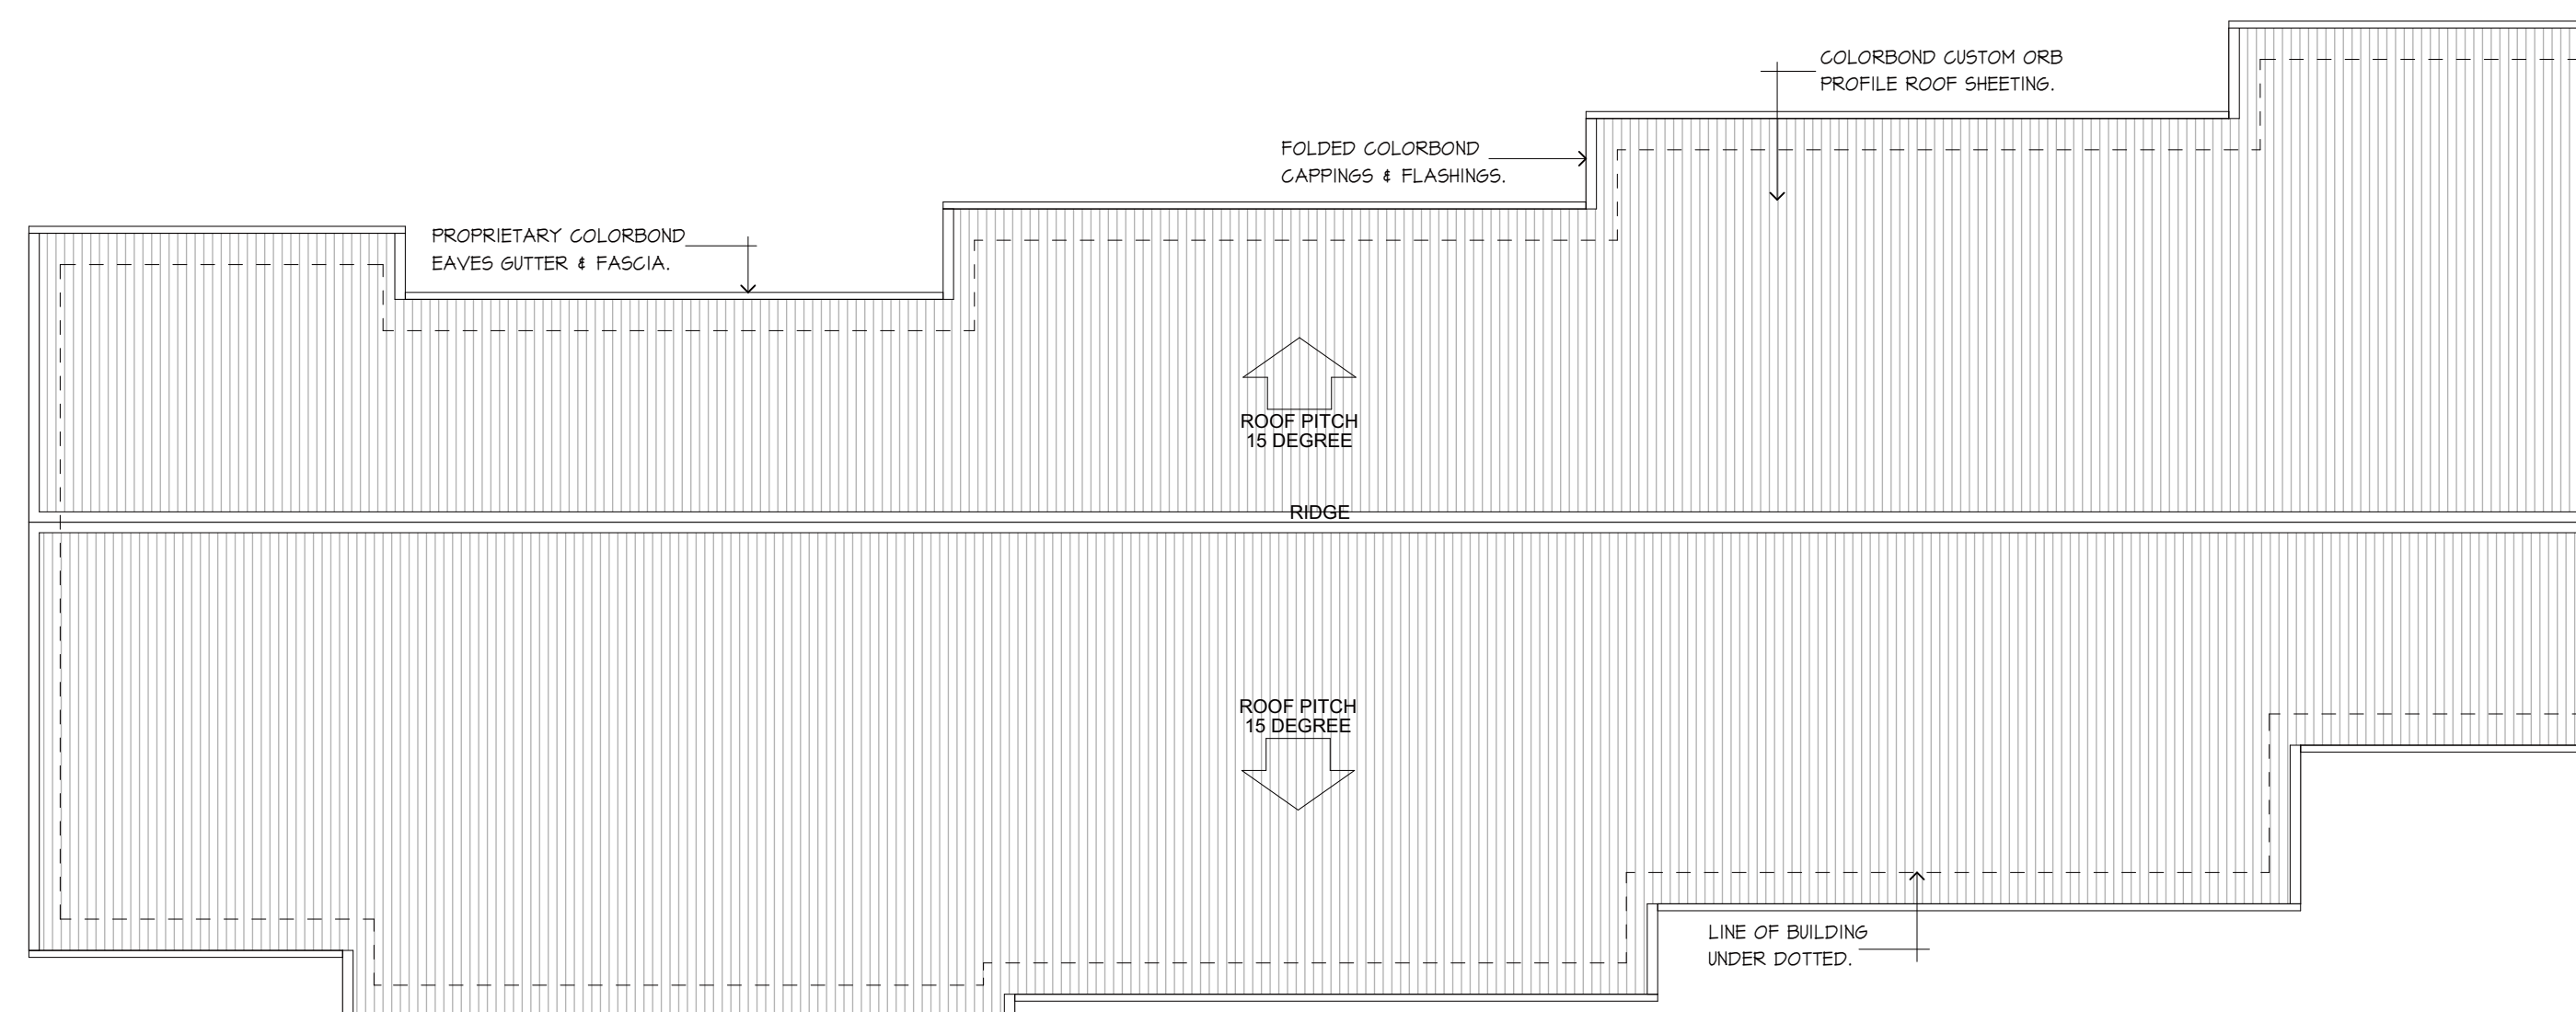 COLORBOND CUSTOM ORB
PROFILE ROOF SHEETING.
FOLDED COLORBOND
CAPPINGS & FLASHINGS.
PROPRIETARY COLORBOND
EAVES GUTTER & FASCIA.
ROOF PITCH
15 DEGREE
RIDGE
ROOF PITCH
15 DEGREE
LINE OF BUILDING
UNDER DOTTED.